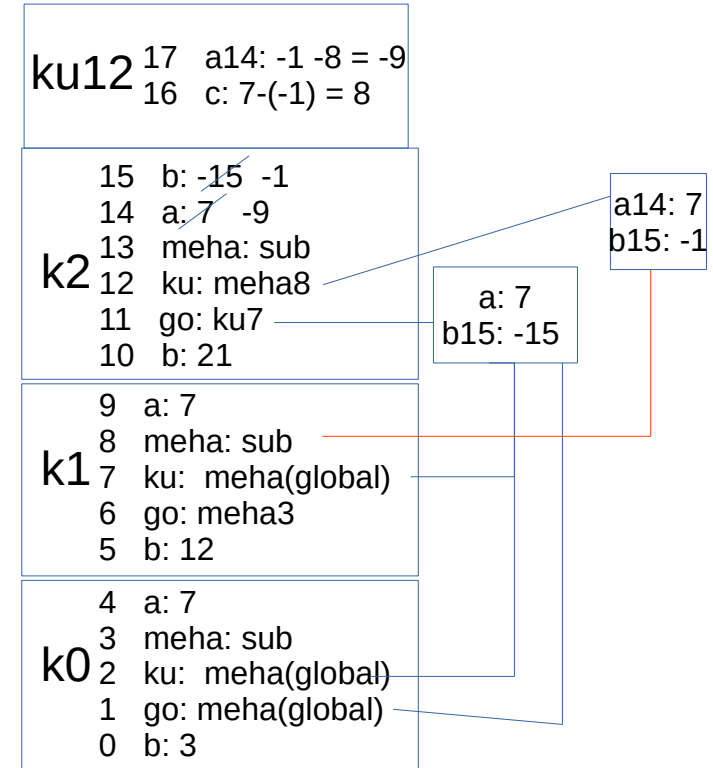 ku12
17 a14: -1 -8 = -9
16 c: 7-(-1) = 8
k2
15 b: -15 -1
14 a: 7 -9
13 meha: sub
12 ku: meha8
11 go: ku7
10 b: 21
a14: 7
b15: -1
a: 7
b15: -15
k1
9 a: 7
8 meha: sub
7 ku: meha(global)
6 go: meha3
5 b: 12
k0
4 a: 7
3 meha: sub
2 ku: meha(global)
1 go: meha(global)
0 b: 3